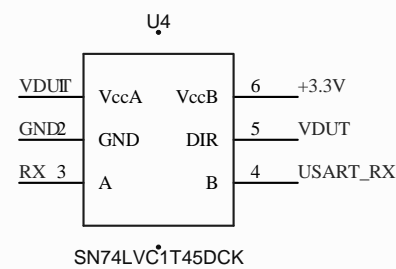 U4
VDUT 1 VccA VccB 6 +3.3V
GND 2 GND DIR 5 VDUT
RX 3 A B 4 USART_RX
SN74LVC1T45DCK